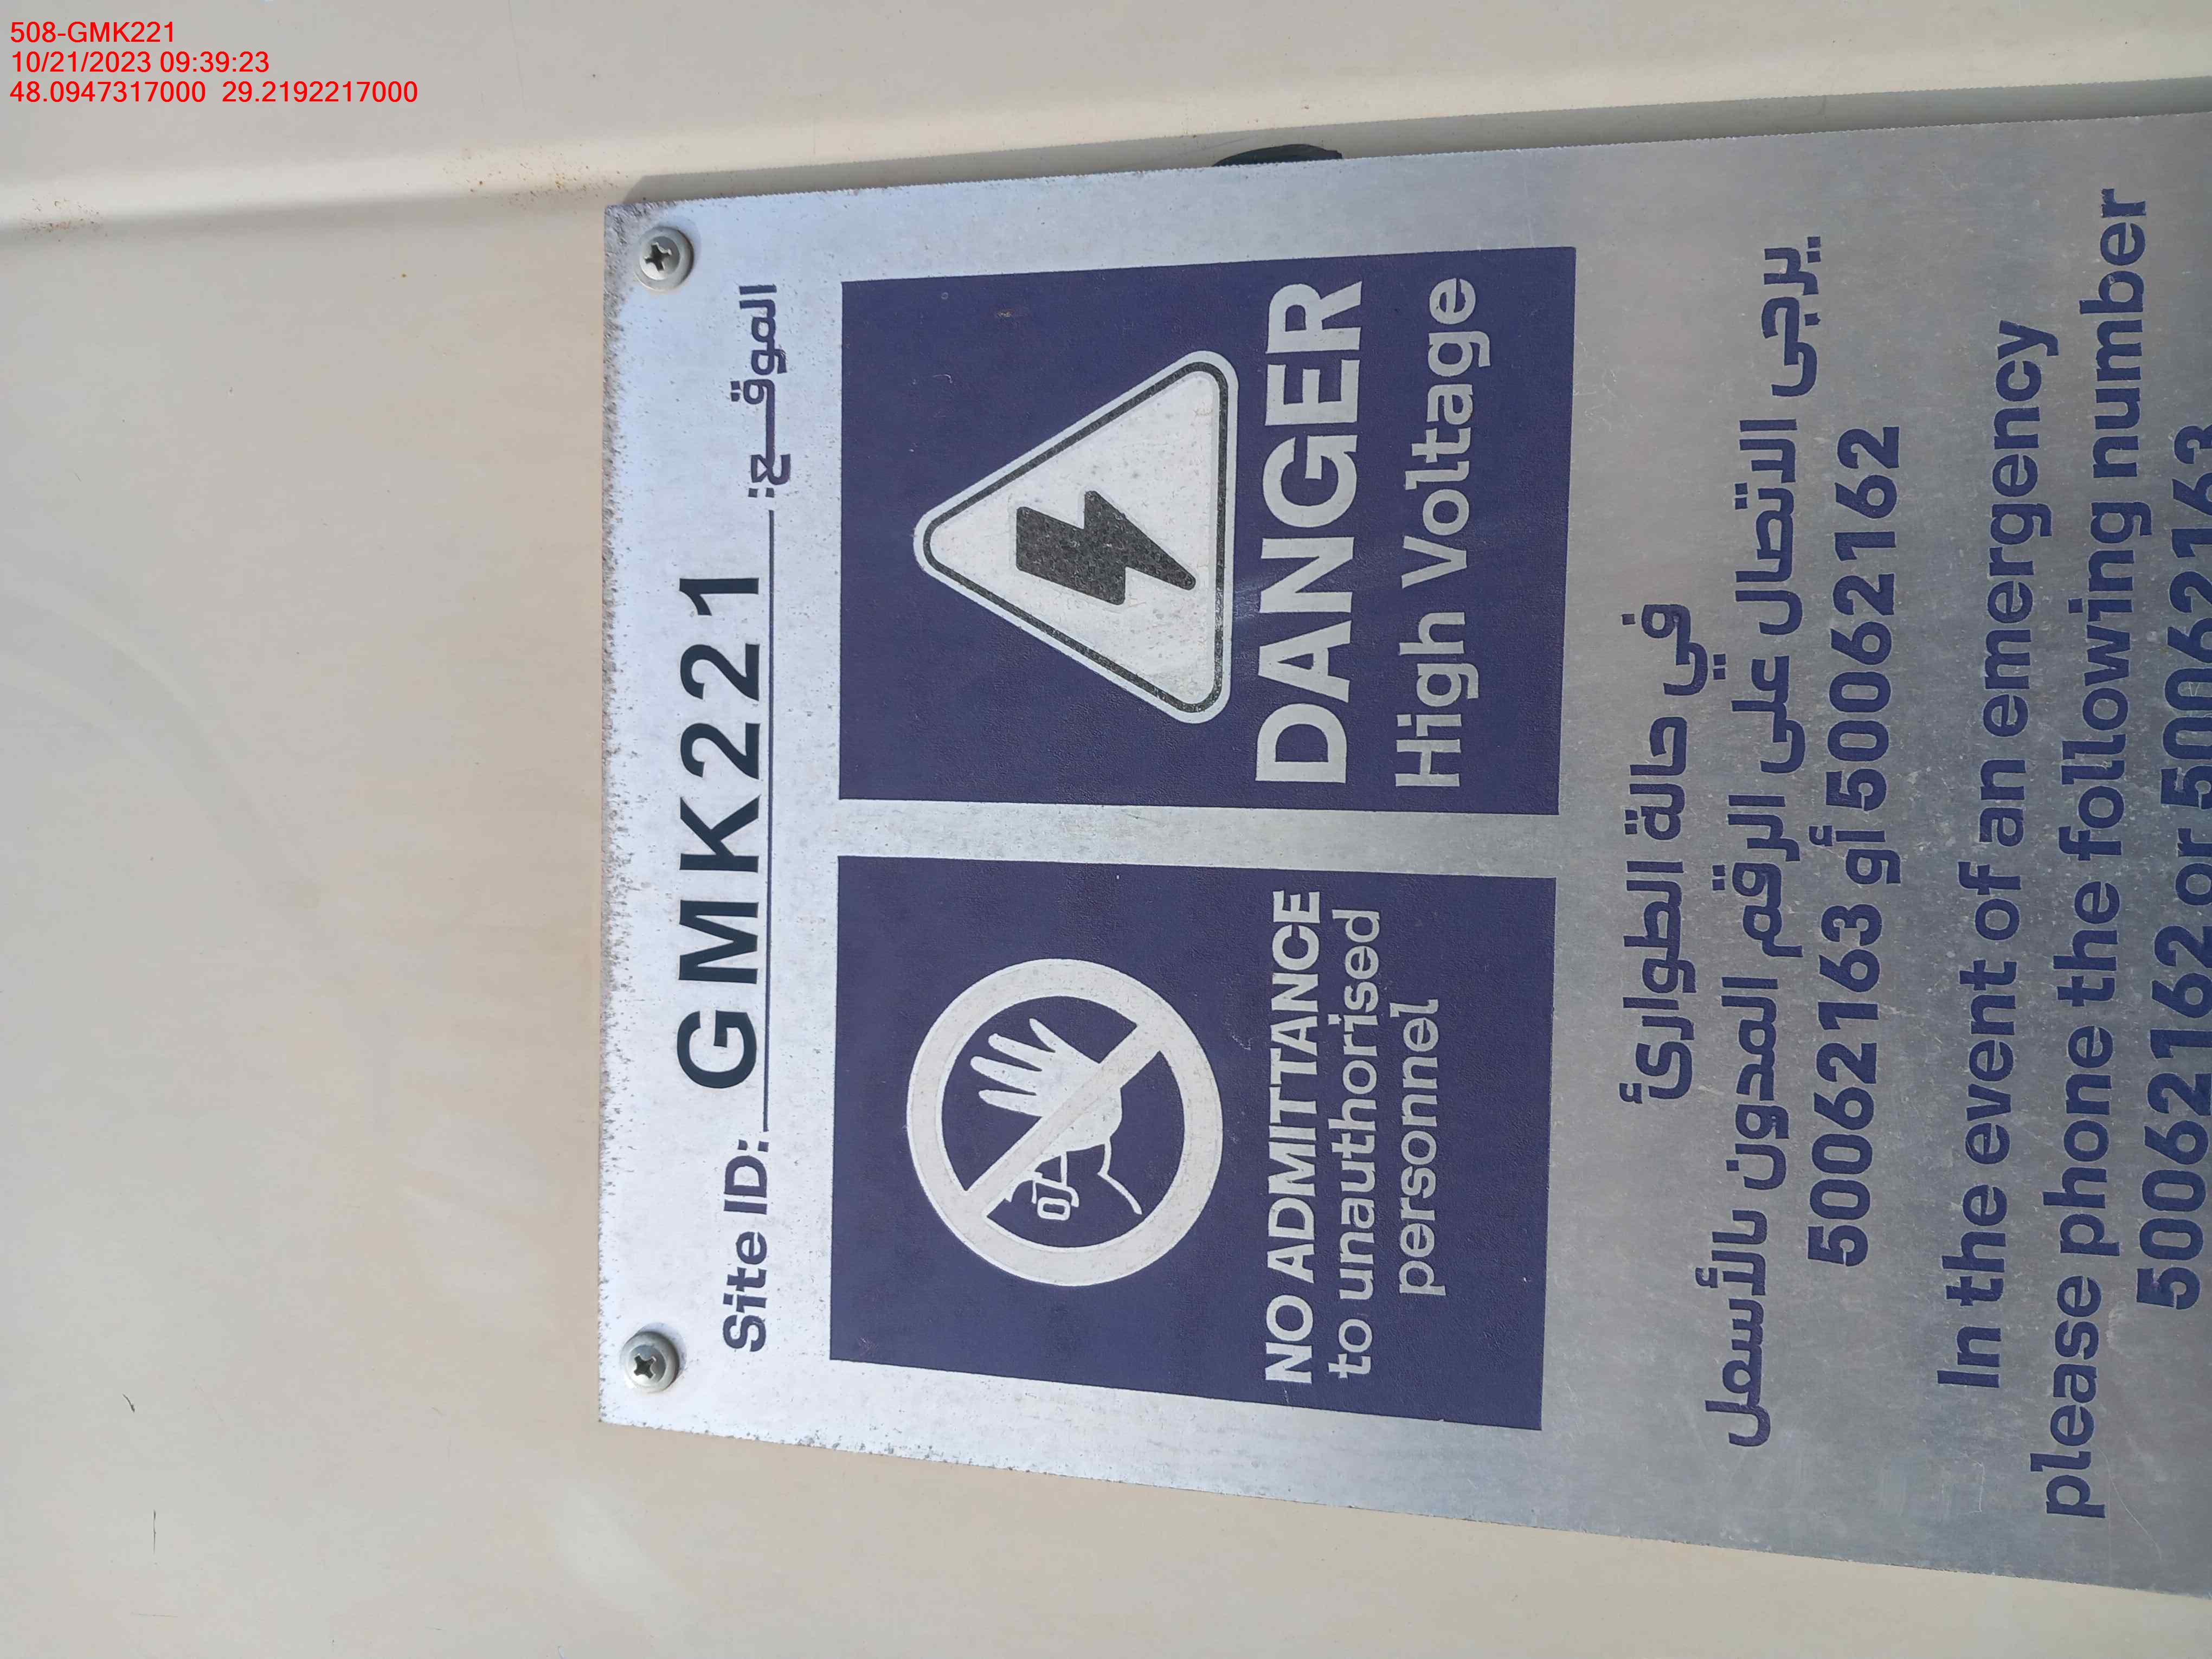 508-GMK221
10/21/2023 09:39:23
48.0947317000 29.2192217000
Site ID: GMK221 الموقــع:
NO ADMITTANCE
to unauthorised
personnel
DANGER
High Voltage
في حالة الطوارئ
يرجى الاتصال على الرقم المدون بالأسفل
50062163 أو 50062162
In the event of an emergency
please phone the following number
50062162 or 50062163